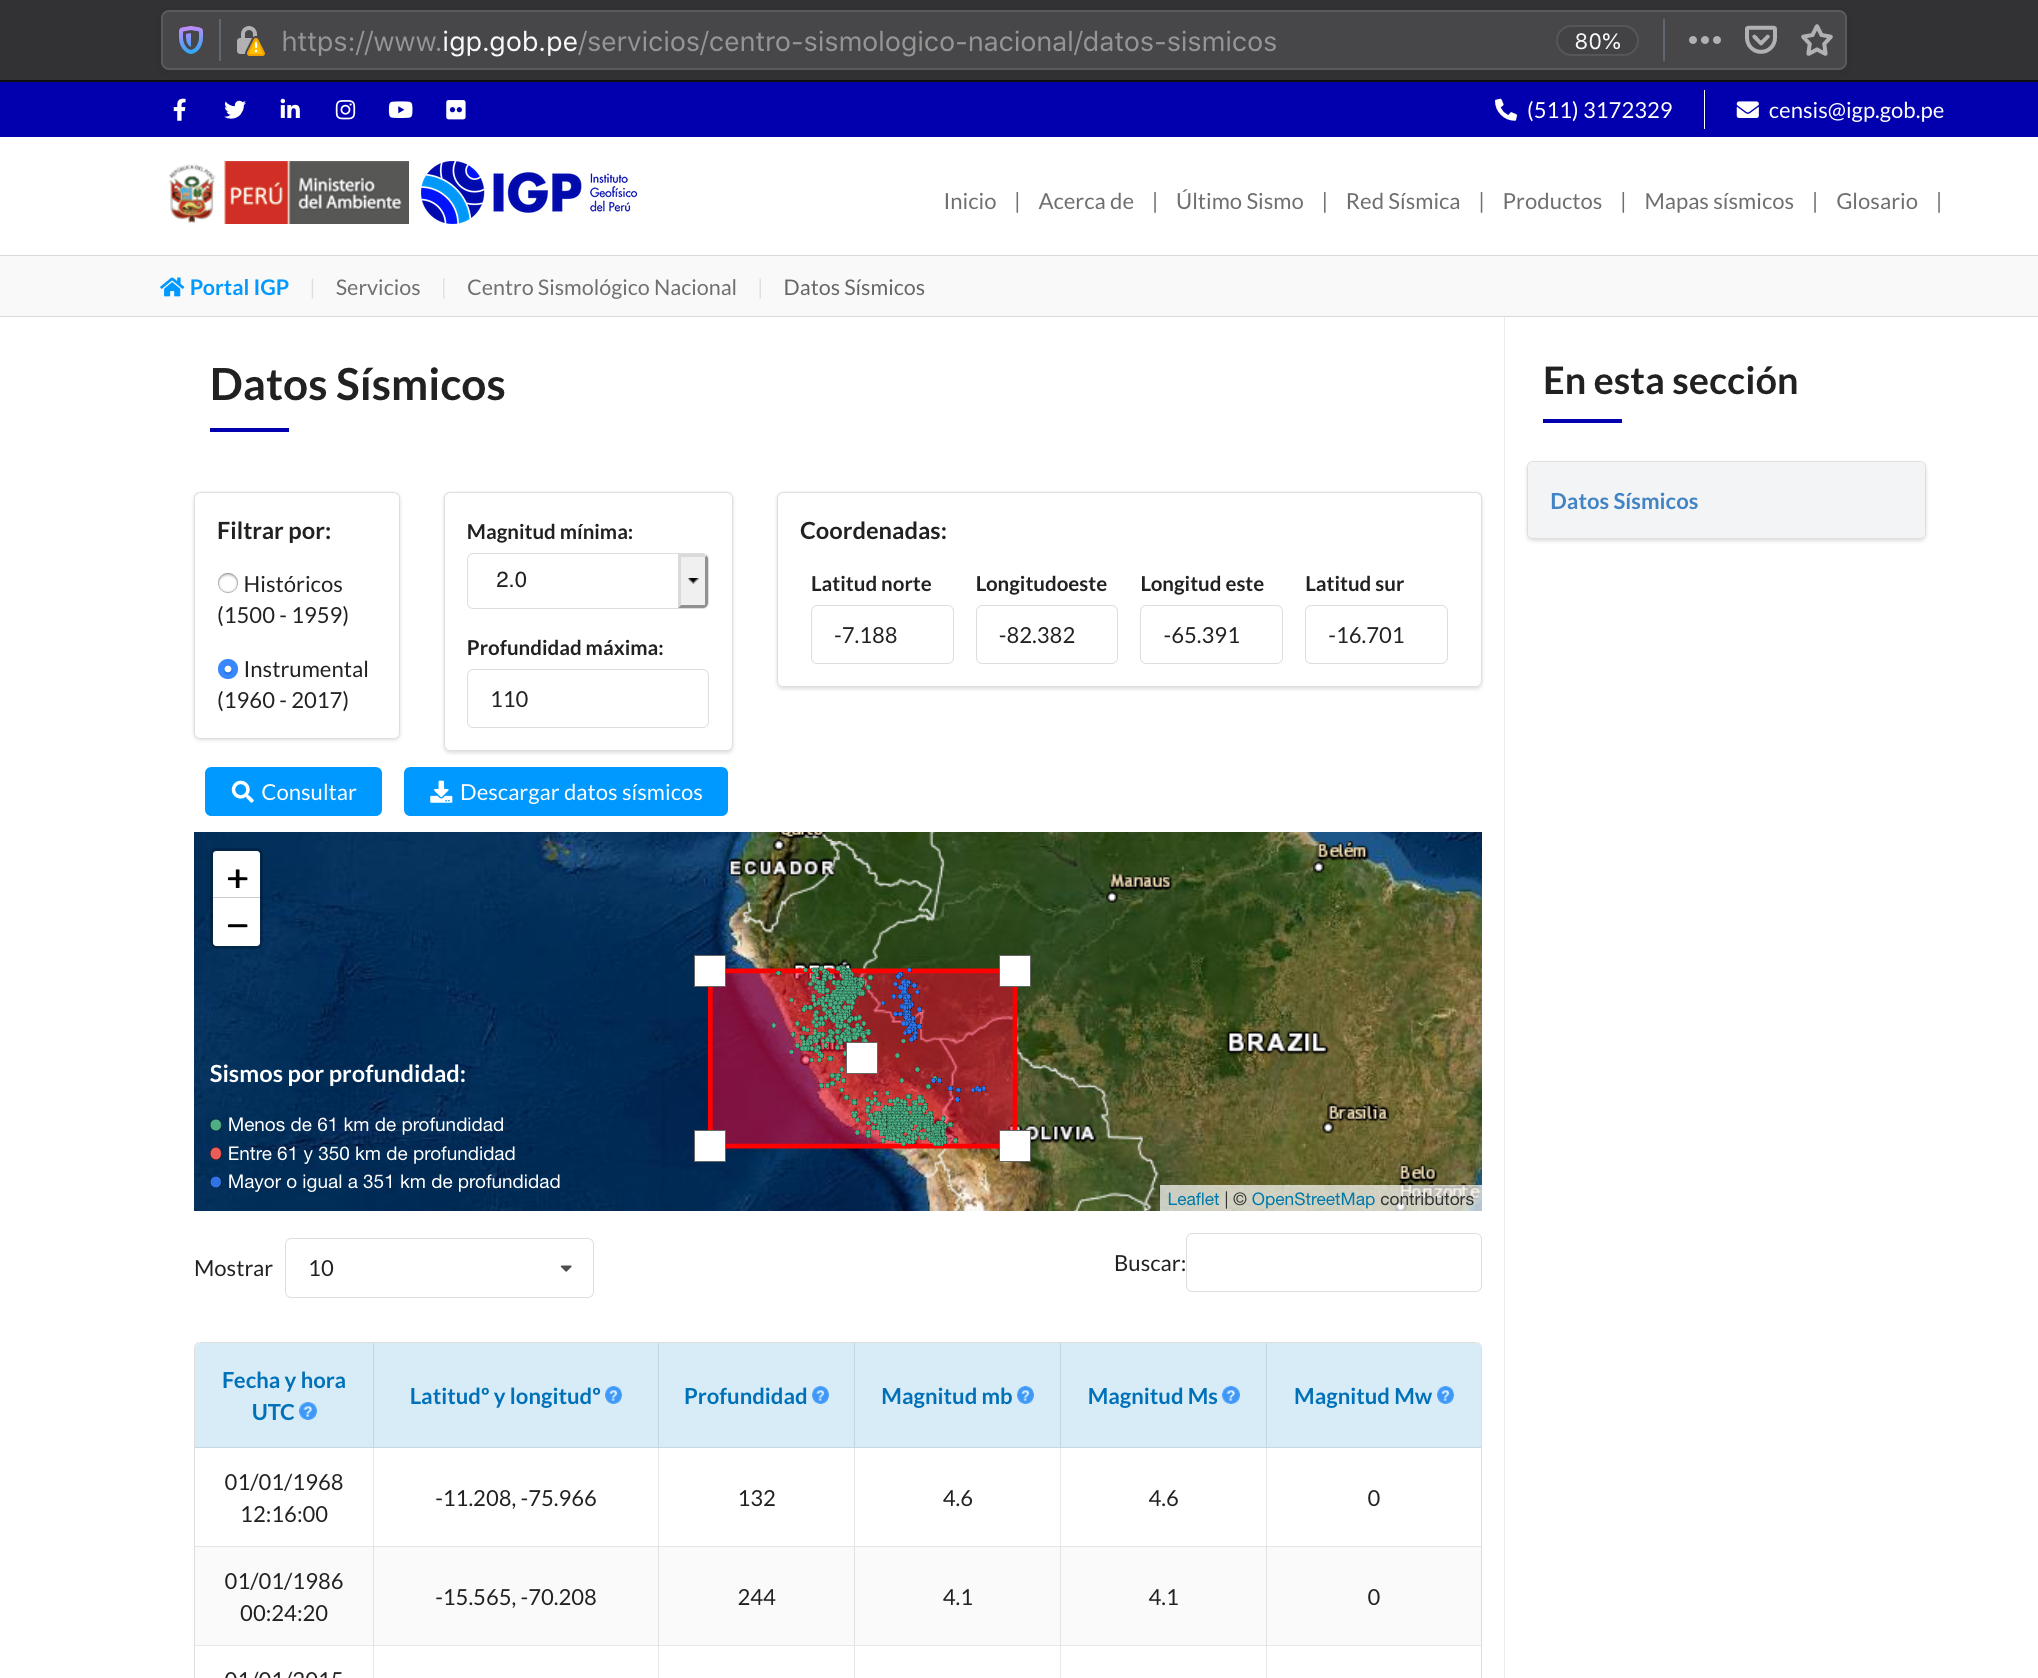 https://www.igp.gob.pe/servicios/centro-sismologico-nacional/datos-sismicos
80%
(511) 3172329
censis@igp.gob.pe
PERÚ
Ministerio
del Ambiente
IGP
Instituto
Geofísico
del Perú
Inicio | Acerca de | Último Sismo | Red Sísmica | Productos | Mapas sísmicos | Glosario |
Portal IGP | Servicios | Centro Sismológico Nacional | Datos Sísmicos
Datos Sísmicos
En esta sección
Datos Sísmicos
Filtrar por:
Históricos
(1500 - 1959)
Instrumental
(1960 - 2017)
Magnitud mínima:
2.0
Profundidad máxima:
110
Coordenadas:
Latitud norte Longitudoeste Longitud este Latitud sur
-7.188 -82.382 -65.391 -16.701
Consultar
Descargar datos sísmicos
+
−
ECUADOR
Belém
Manaus
PERÚ
BRAZIL
Brasilia
OLIVIA
Belo
Horizonte
Sismos por profundidad:
Menos de 61 km de profundidad
Entre 61 y 350 km de profundidad
Mayor o igual a 351 km de profundidad
Leaflet | © OpenStreetMap contributors
Mostrar 10
Buscar:
Fecha y hora
UTC ? Latitudº y longitudº ? Profundidad ? Magnitud mb ? Magnitud Ms ? Magnitud Mw ?
01/01/1968
12:16:00 -11.208, -75.966 132 4.6 4.6 0
01/01/1986
00:24:20 -15.565, -70.208 244 4.1 4.1 0
01/01/2015